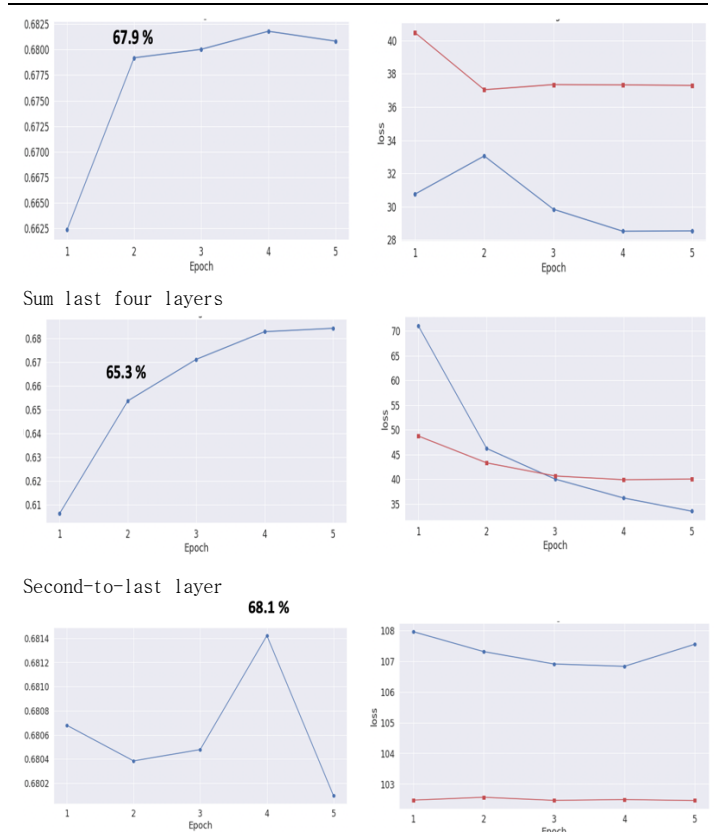 0.6825
0.6800
0.6775
0.6750
0.6725
0.6700
0.6675
0.6650
0.6625
67.9 %
1 2 3 4 5
Epoch
40
38
36
34
32
30
28
loss
1 2 3 4 5
Epoch
Sum last four layers
0.68
0.67
0.66
0.65
0.64
0.63
0.62
0.61
65.3 %
1 2 3 4 5
Epoch
70
65
60
55
50
45
40
35
loss
1 2 3 4 5
Epoch
Second-to-last layer
68.1 %
0.6814
0.6812
0.6810
0.6808
0.6806
0.6804
0.6802
1 2 3 4 5
Epoch
108
107
106
105
104
103
loss
1 2 3 4 5
Epoch